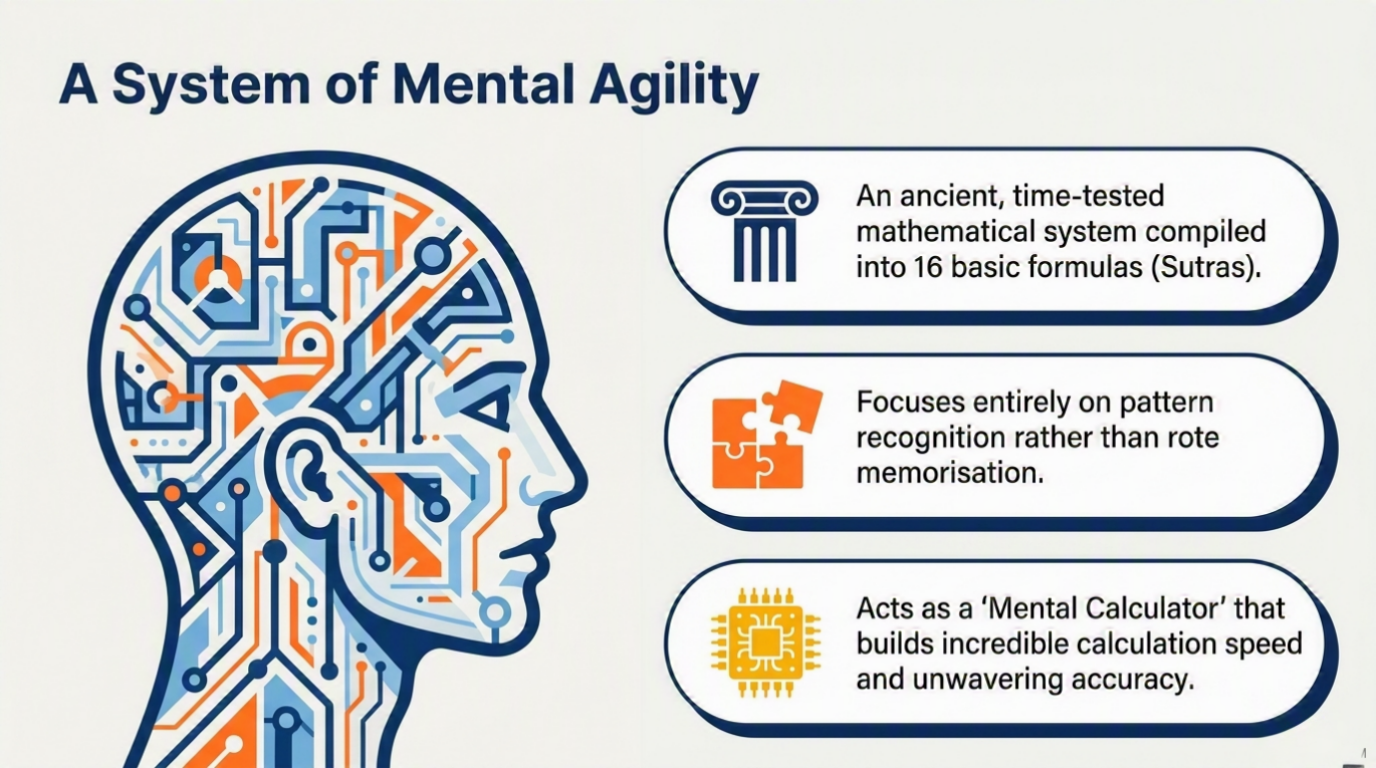 A System of Mental Agility
An ancient, time-tested
mathematical system compiled
into 16 basic formulas (Sutras).
Focuses entirely on pattern
recognition rather than rote
memorisation.
Acts as a ‘Mental Calculator’ that
builds incredible calculation speed
and unwavering accuracy.